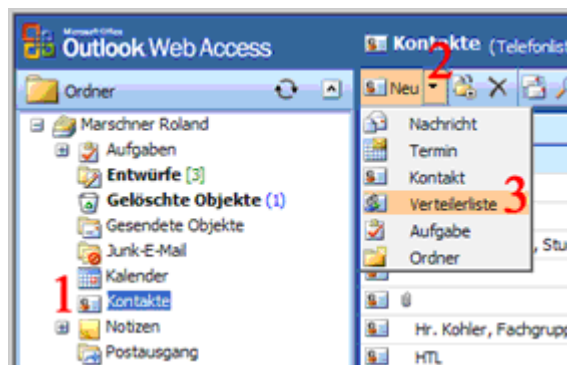 Microsoft Office
Outlook Web Access
Ordner
Marschner Roland
Aufgaben
Entwürfe [3]
Gelöschte Objekte (1)
Gesendete Objekte
Junk-E-Mail
Kalender
1 Kontakte
Notizen
Postausgang
Kontakte (Telefonlist
2
Neu
Nachricht
Termin
Kontakt
Verteilerliste 3
Aufgabe
, Stu
Ordner
Hr. Kohler, Fachgrupp
HTL